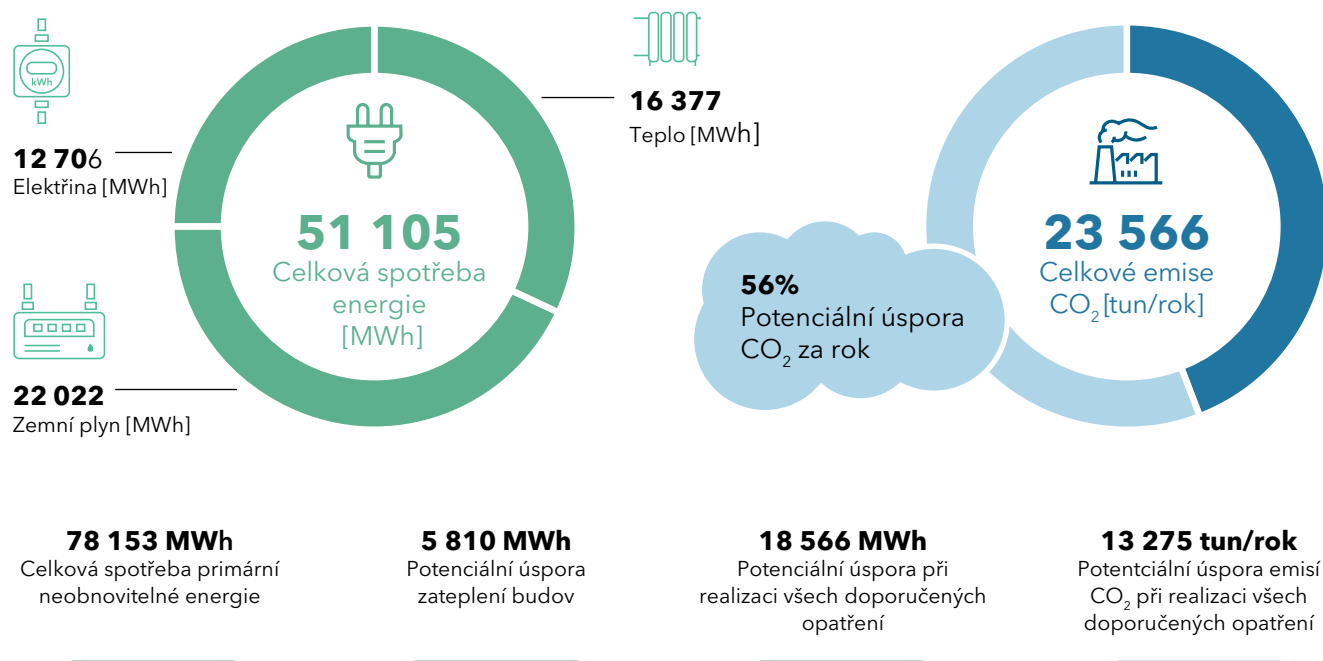 kWh
12 706
Elektřina [MWh]
22 022
Zemní plyn [MWh]
51 105
Celková spotřeba
energie
[MWh]
16 377
Teplo [MWh]
56%
Potenciální úspora
CO₂ za rok
23 566
Celkové emise
CO₂ [tun/rok]
78 153 MWh
Celková spotřeba primární
neobnovitelné energie
5 810 MWh
Potenciální úspora
zateplení budov
18 566 MWh
Potenciální úspora při
realizaci všech doporučených
opatření
13 275 tun/rok
Potentciální úspora emisí
CO₂ při realizaci všech
doporučených opatření